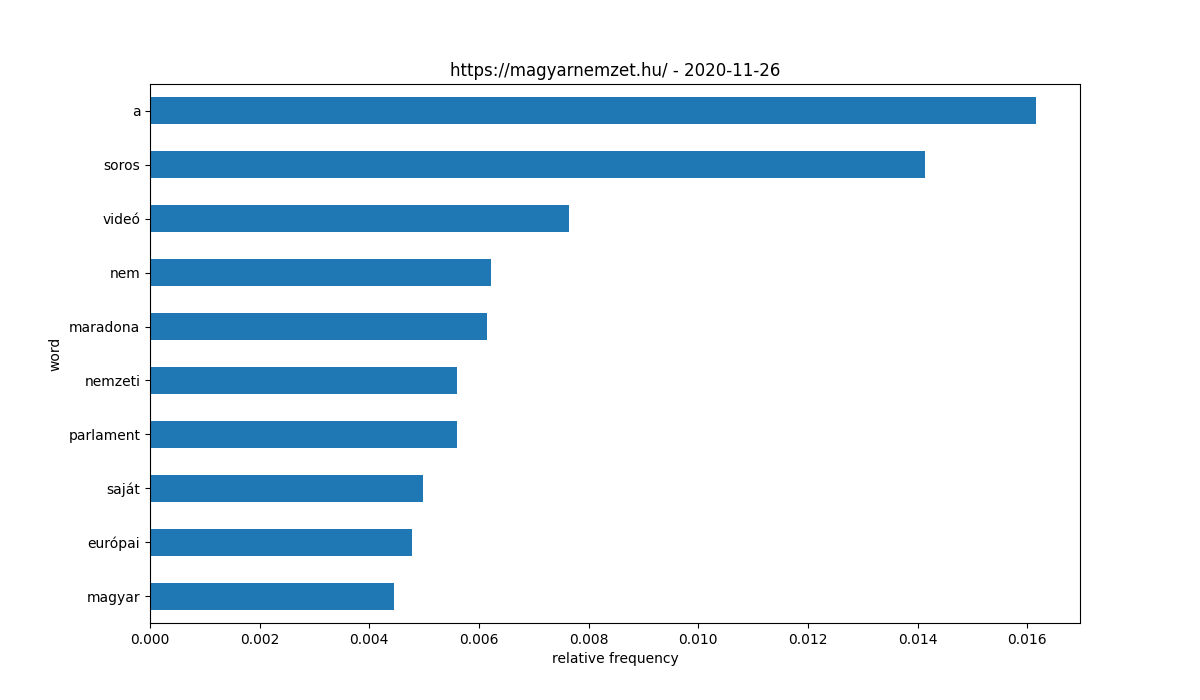 https://magyarnemzet.hu/ - 2020-11-26
a
soros
videó
nem
maradona
nemzeti
parlament
saját
európai
magyar
word
0.000 0.002 0.004 0.006 0.008 0.010 0.012 0.014 0.016
relative frequency